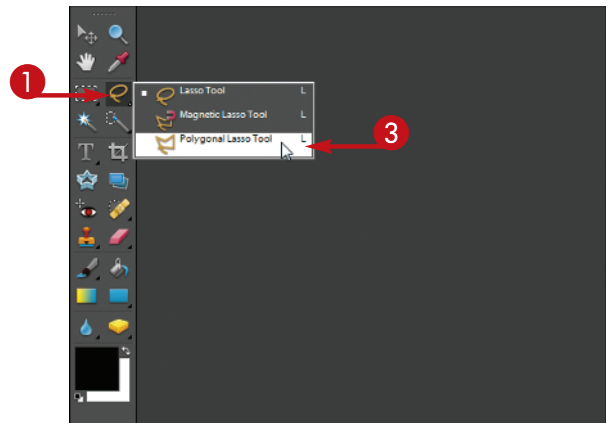 1
Lasso Tool L
Magnetic Lasso Tool L
Polygonal Lasso Tool L
3
T